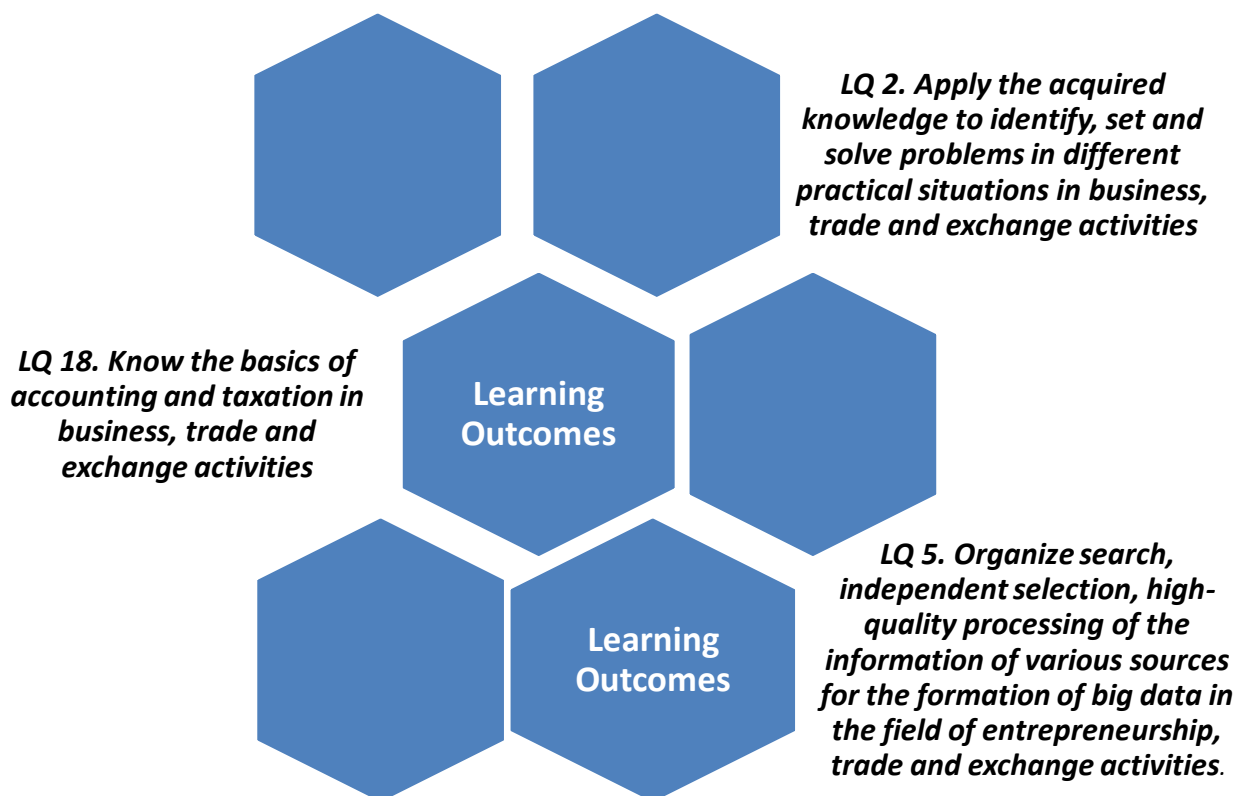 LQ 2. Apply the acquired
knowledge to identify, set and
solve problems in different
practical situations in business,
trade and exchange activities
LQ 18. Know the basics of
accounting and taxation in
business, trade and
exchange activities
Learning
Outcomes
LQ 5. Organize search,
independent selection, high-
quality processing of the
information of various sources
for the formation of big data in
the field of entrepreneurship,
trade and exchange activities.
Learning
Outcomes